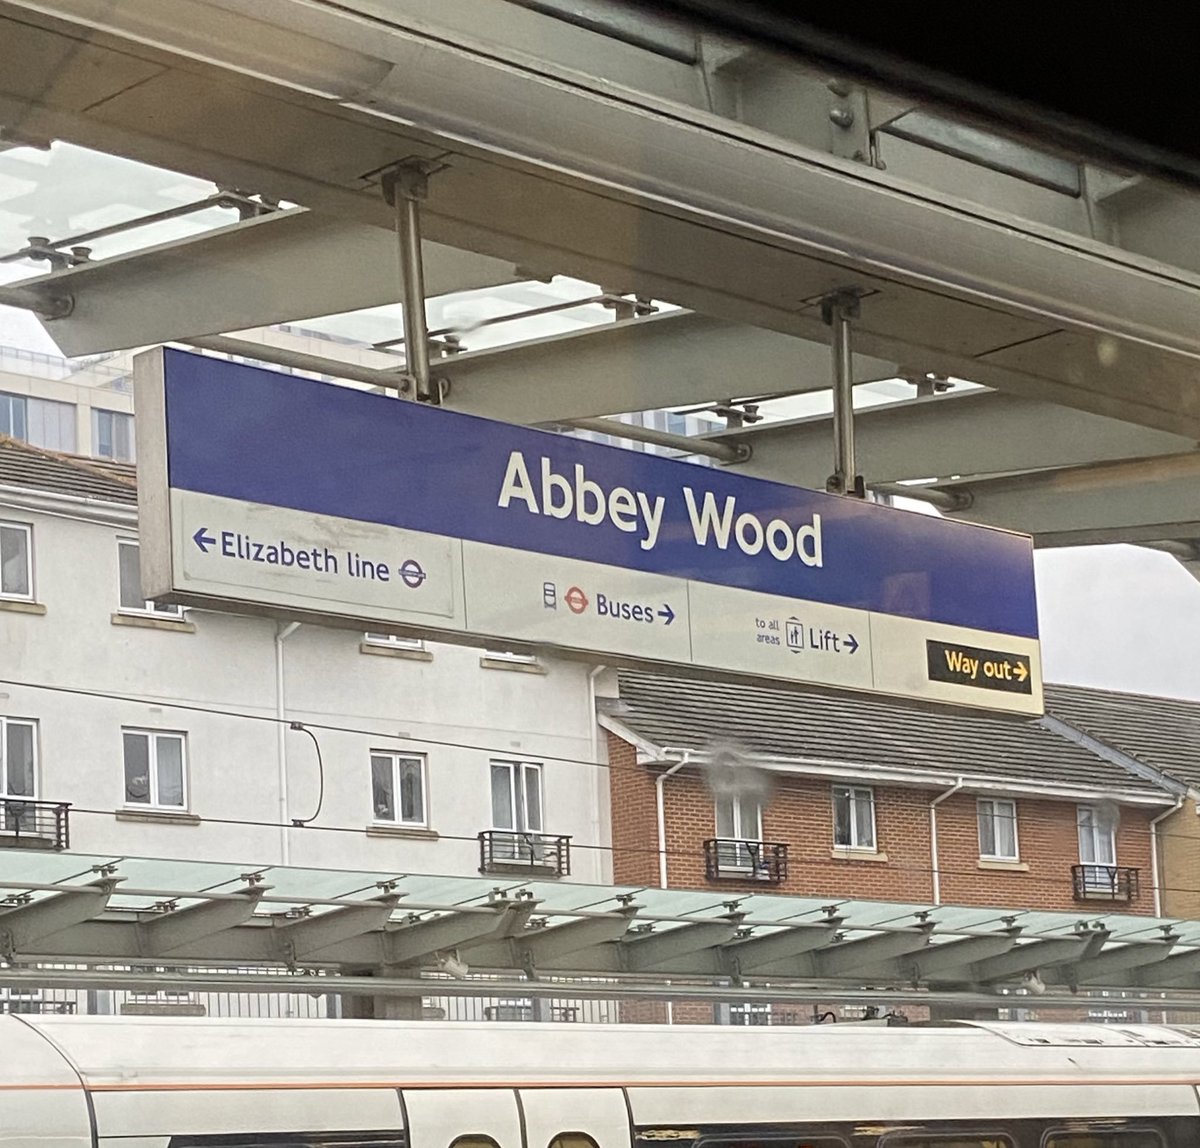 Abbey Wood
←Elizabeth line
Buses→
to all
areas
Lift→
Way out→